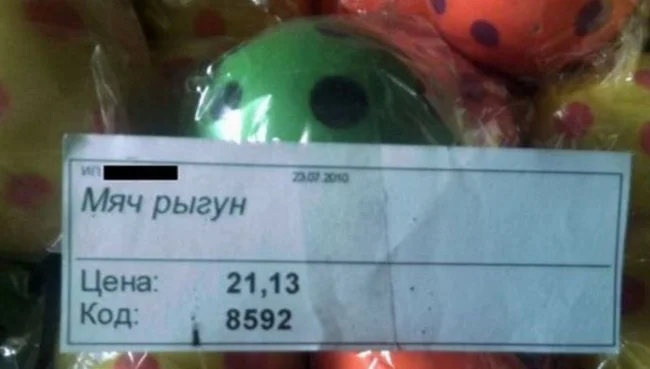 ИП 23.07.2010
Мяч рыгун
Цена: 21,13
Код: 8592